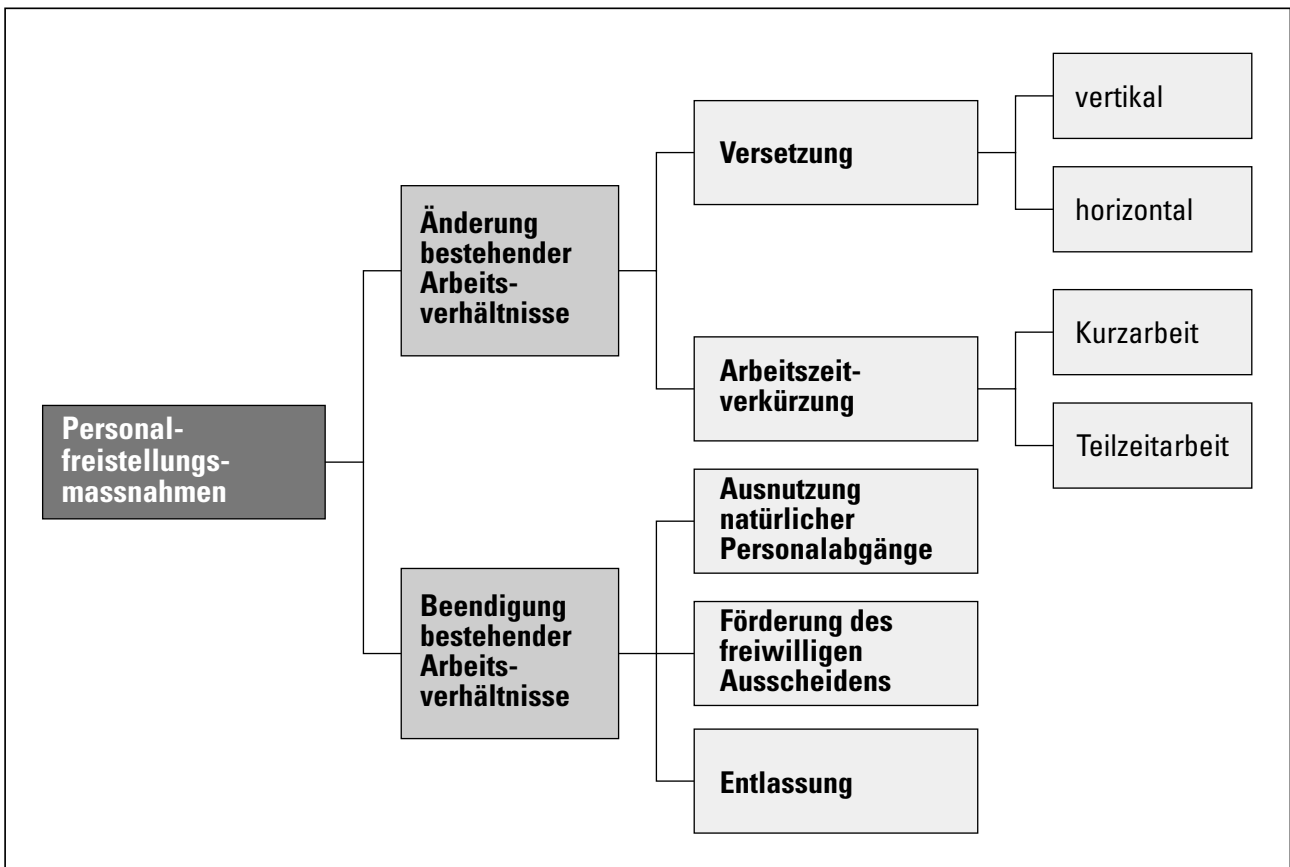 Personal-
freistellungs-
massnahmen
Änderung
bestehender
Arbeits-
verhältnisse
Versetzung
vertikal
horizontal
Arbeitszeit-
verkürzung
Kurzarbeit
Teilzeitarbeit
Beendigung
bestehender
Arbeits-
verhältnisse
Ausnutzung
natürlicher
Personalabgänge
Förderung des
freiwilligen
Ausscheidens
Entlassung